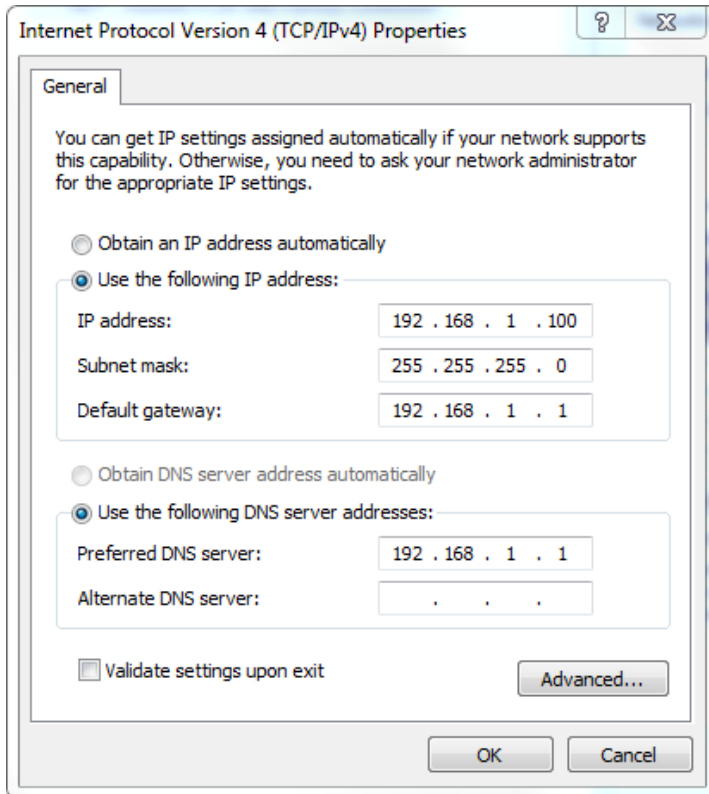 Internet Protocol Version 4 (TCP/IPv4) Properties
General
You can get IP settings assigned automatically if your network supports
this capability. Otherwise, you need to ask your network administrator
for the appropriate IP settings.
Obtain an IP address automatically
Use the following IP address:
IP address: 192 . 168 . 1 . 100
Subnet mask: 255 . 255 . 255 . 0
Default gateway: 192 . 168 . 1 . 1
Obtain DNS server address automatically
Use the following DNS server addresses:
Preferred DNS server: 192 . 168 . 1 . 1
Alternate DNS server: . . .
Validate settings upon exit
Advanced...
OK Cancel